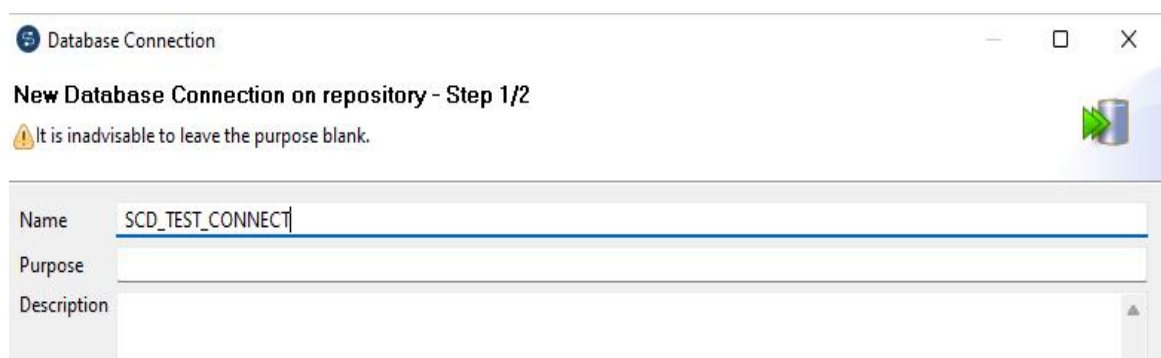 Database Connection
New Database Connection on repository - Step 1/2
It is inadvisable to leave the purpose blank.
Name SCD_TEST_CONNECT
Purpose
Description